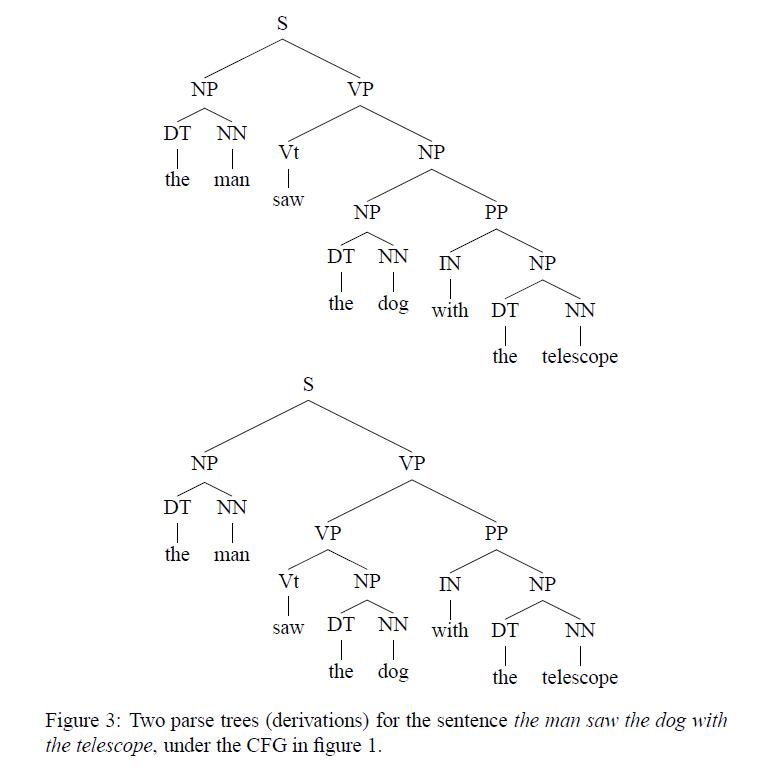 S
NP VP
DT NN
Vt NP
the man
saw
NP PP
DT NN IN NP
the dog with DT NN
the telescope
S
NP VP
DT NN
VP PP
the man
Vt NP IN NP
saw DT NN with DT NN
the dog the telescope
Figure 3: Two parse trees (derivations) for the sentence the man saw the dog with
the telescope, under the CFG in figure 1.